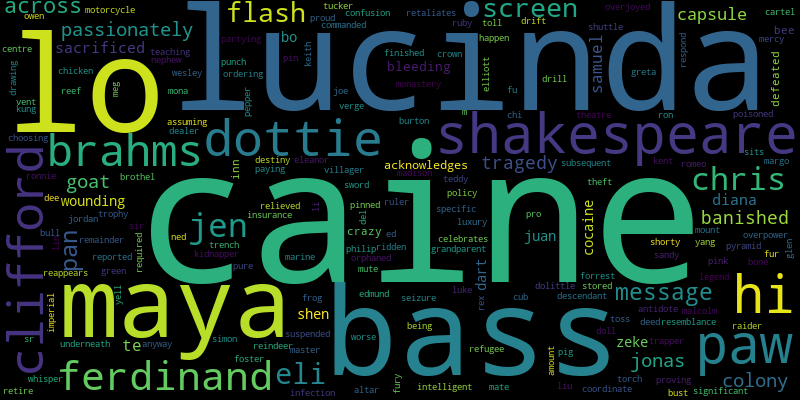 across owen motorcycle flash tucker confusion retaliates ruby toll screen overjoyed cartel
passionately proud commanded drift happen shuttle capsule bee
sacrificed partying bo keith finished crown samuel respond mercy
centre teaching nephew wesley punch ordering bleeding elliott drill greta defeated
drawing chicken pin joe monastery
lo lucinda
vent reef meg mona pepper verge fu
kung assuming burton m chi theatre ron poisoned
choosing dealer dottie shakespeare sits
brahms destiny eleanor villager acknowledges tragedy subsequent kent romeo margo
clifford ronnie goat brothel inn paying madison teddy theft chris
dee wounding sword policy specific diana
jordan trophy insurance li pinned del ruler luxury pro cocaine banished
bull relieved crazy celebrates juan shorty mount overpower
pan remainder sir jen ned trench philip ed ridden grandparent yang pyramid glen
reported required kidnapper orphaned sandy fur
reappears green pure marine mute dart forrest pink bone
caine
maya bass hi
imperial yell frog edmund seizure luke rex cub dolittle stored message legend
shen descendant doll antidote malcolm
sr te simon suspended being toss deed resemblance raider
underneath anyway reindeer worse refugee pig zeke trapper paw
ferdinand eli foster master fury amount jonas torch proving colony
whisper infection altar intelligent mate liu coordinate bust significant
retire